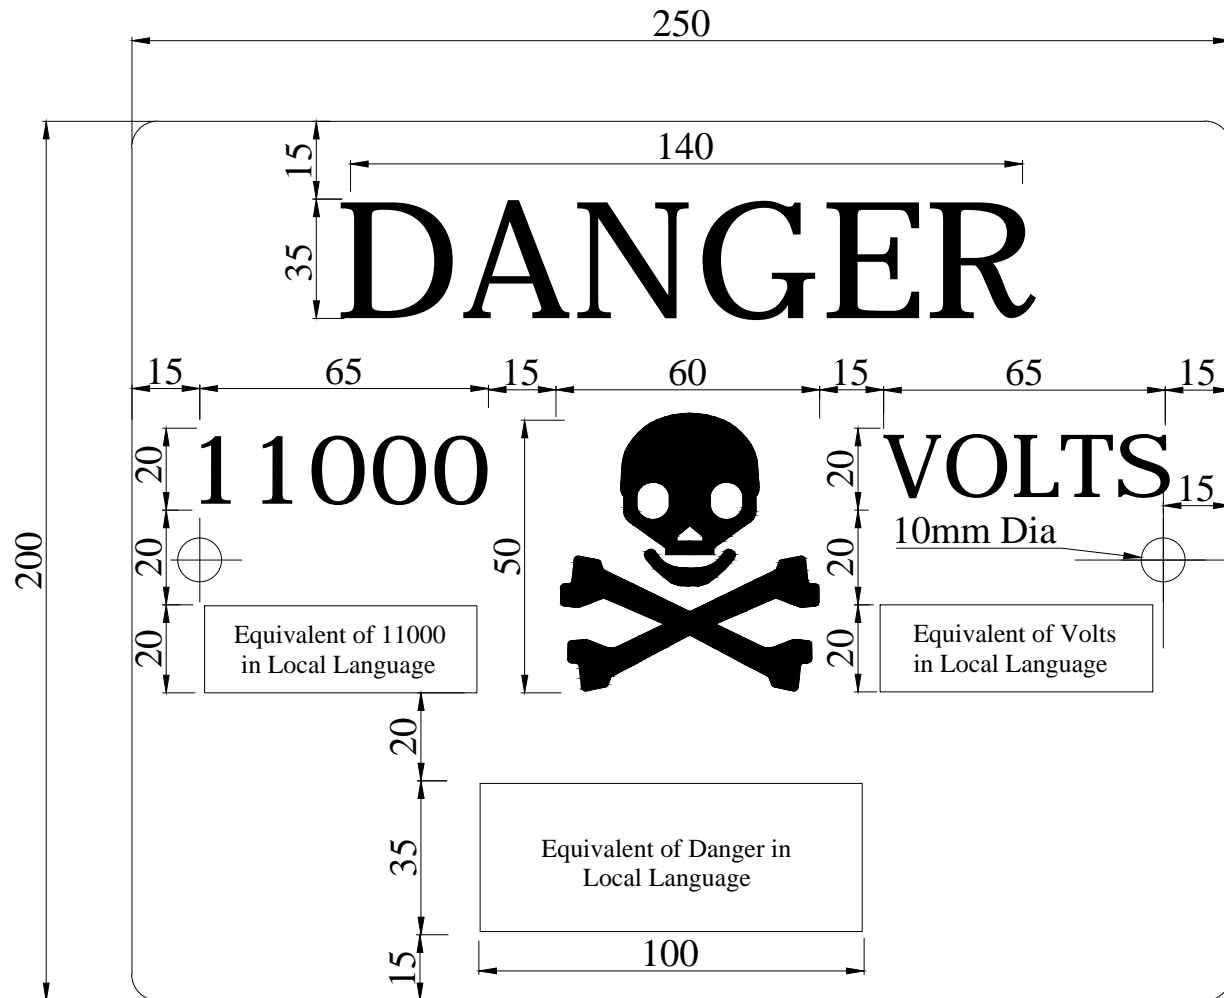 250
140
15
DANGER
35
15 65 15 60 15 65 15
11000 VOLTS
20 20
15
10mm Dia
200
20 50 20
20 20
Equivalent of 11000
in Local Language
Equivalent of Volts
in Local Language
20
35
Equivalent of Danger in
Local Language
15
100